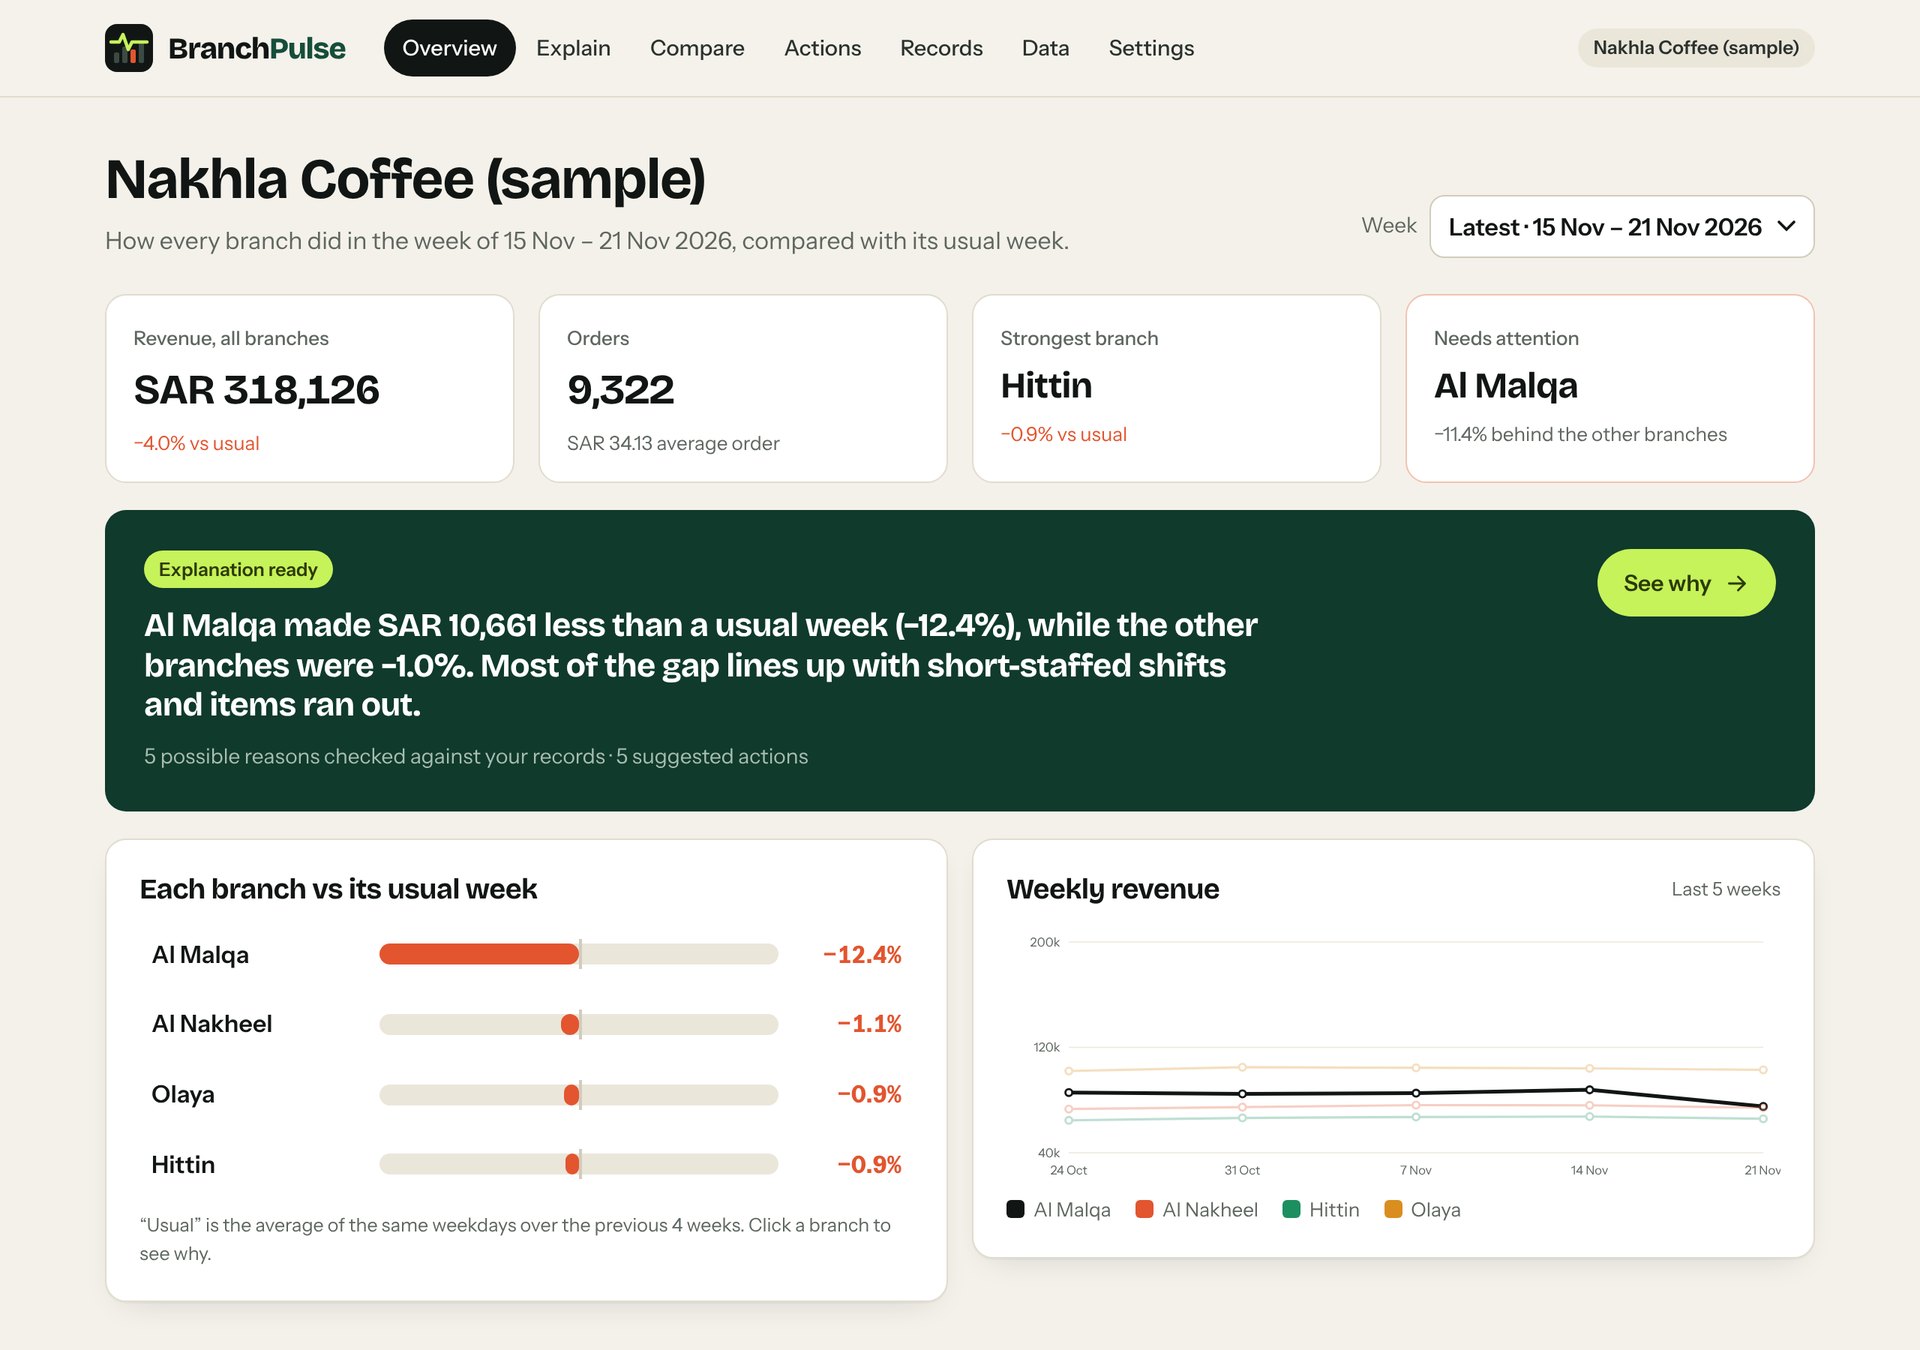 BranchPulse
Overview
Explain
Compare
Actions
Records
Data
Settings
Nakhla Coffee (sample)
Nakhla Coffee (sample)
How every branch did in the week of 15 Nov – 21 Nov 2026, compared with its usual week.
Week
Latest · 15 Nov – 21 Nov 2026
Revenue, all branches
SAR 318,126
−4.0% vs usual
Orders
9,322
SAR 34.13 average order
Strongest branch
Hittin
−0.9% vs usual
Needs attention
Al Malqa
−11.4% behind the other branches
Explanation ready
See why →
Al Malqa made SAR 10,661 less than a usual week (−12.4%), while the other
branches were −1.0%. Most of the gap lines up with short-staffed shifts
and items ran out.
5 possible reasons checked against your records · 5 suggested actions
Each branch vs its usual week
Al Malqa −12.4%
Al Nakheel −1.1%
Olaya −0.9%
Hittin −0.9%
“Usual” is the average of the same weekdays over the previous 4 weeks. Click a branch to
see why.
Weekly revenue
Last 5 weeks
200k
120k
40k
24 Oct 31 Oct 7 Nov 14 Nov 21 Nov
Al Malqa Al Nakheel Hittin Olaya